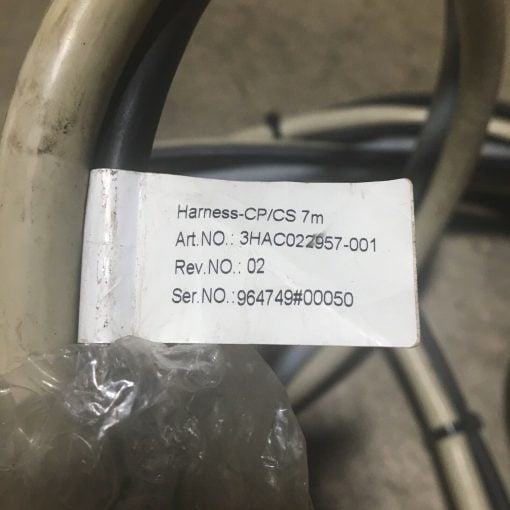 Harness-CP/CS 7m
Art.NO.: 3HAC022957-001
Rev.NO.: 02
Ser.NO.:964749#00050